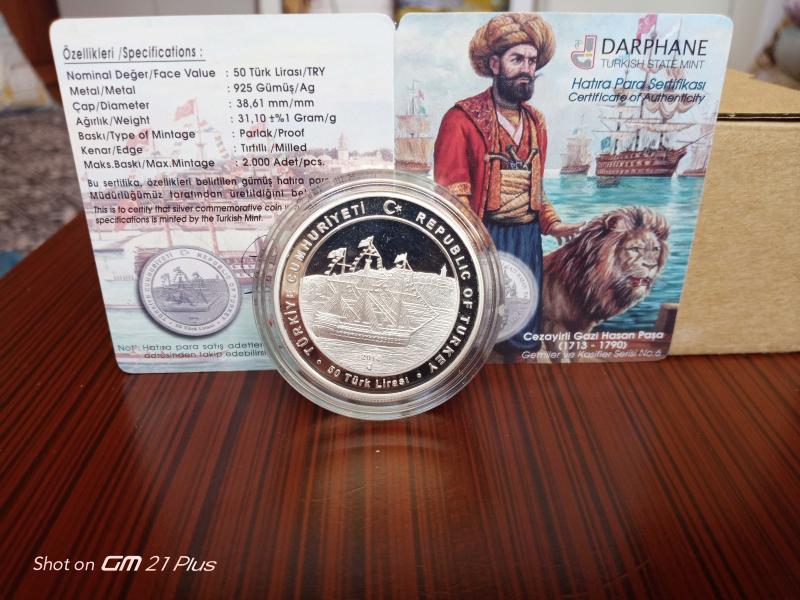 Özellikleri /Specifications :
Nominal Değer/Face Value : 50 Türk Lirası/TRY
Metal/Metal : 925 Gümüş/Ag
Çap/Diameter : 38,61 mm/mm
Ağırlık/Weight : 31,10 ±%1 Gram/g
Baskı/Type of Mintage : Parlak/Proof
Kenar/Edge : Tırtıllı /Milled
Maks.Baskı/Max.Mintage : 2.000 Adet/pcs.
Bu sertifika, özellikleri belirtilen gümüş hatıra
Müdürlüğümüz tarafından üretildiğini
This is to certify that silver commemorative coin
specifications is minted by the Turkish Mint.
Not: Hatıra para satış adetleri
adresinden takip
DARPHANE
TURKISH STATE MINT
Hatıra Para Sertifikası
Certificate of Authenticity
Cezayirli Gazi Hasan Paşa
(1713 - 1790)
Gemiler ve Kaşifler Serisi No:6
TÜRKİYE CUMHURİYETİ
REPUBLIC OF TURKEY
50 Türk Lirası
50 Türk Lirası
Shot on GM 21 Plus